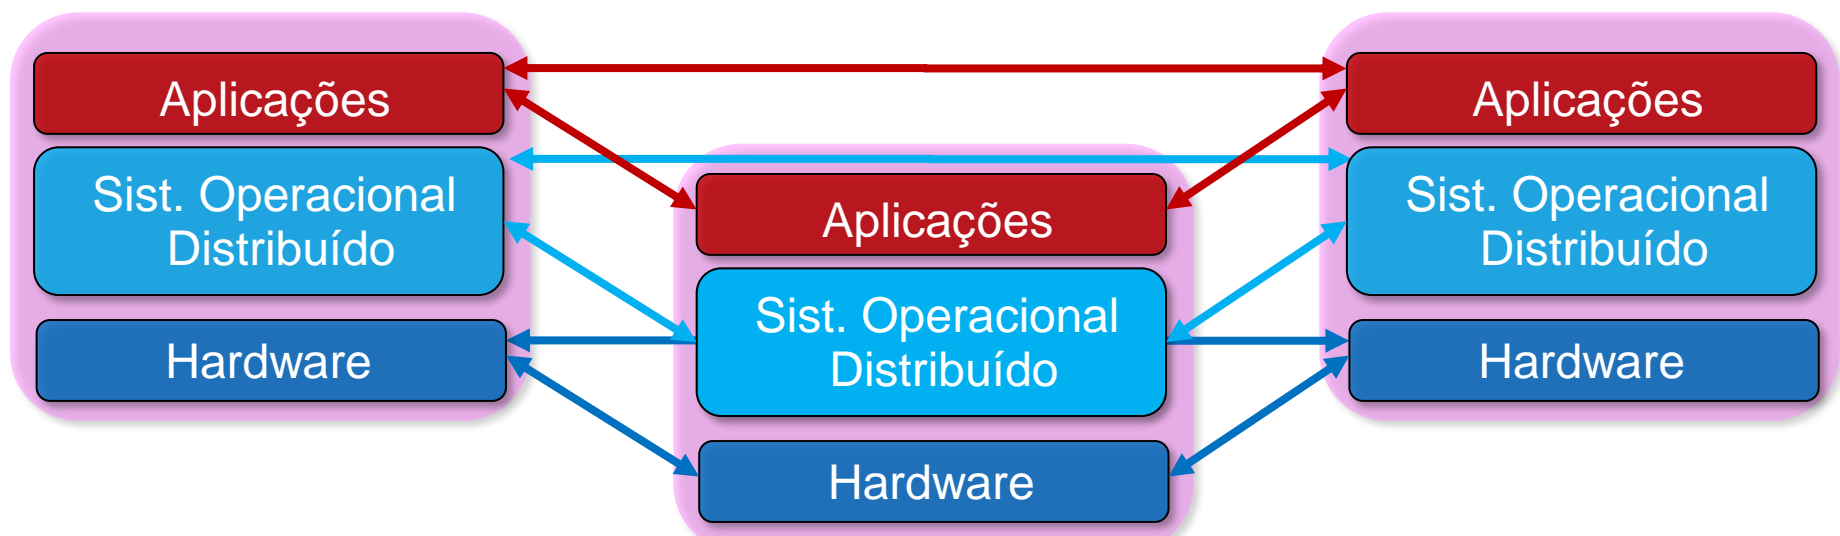 Aplicações
Sist. Operacional
Distribuído
Hardware
Aplicações
Sist. Operacional
Distribuído
Hardware
Aplicações
Sist. Operacional
Distribuído
Hardware